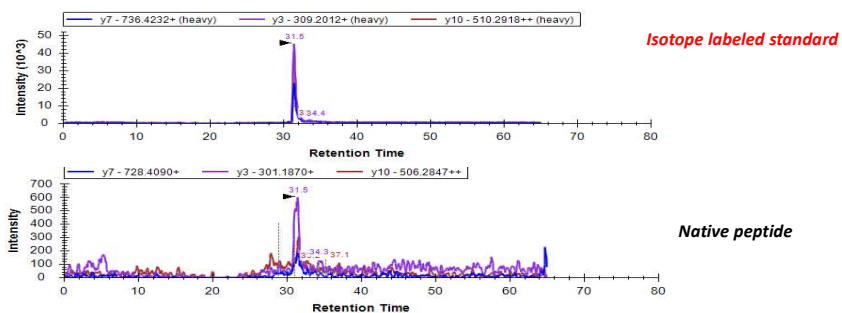 y7 - 736.4232+ (heavy) y3 - 309.2012+ (heavy) y10 - 510.2918++ (heavy)
Isotope labeled standard
Intensity (10^3)
50
40
30
20
10
0
31.5
34.4
0 10 20 30 40 50 60 70 80
Retention Time
y7 - 728.4090+ y3 - 301.1870+ y10 - 506.2847++
Native peptide
Intensity
700
600
500
400
300
200
100
0
31.5
34.3
37.1
0 10 20 30 40 50 60 70 80
Retention Time